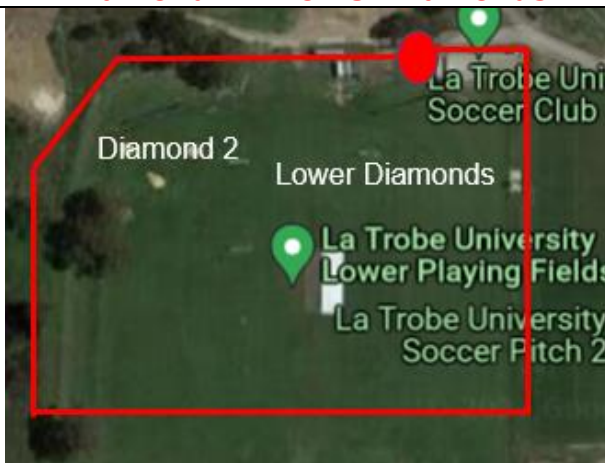 La Trobe Uni
Soccer Club
Diamond 2
Lower Diamonds
La Trobe University
Lower Playing Fields
La Trobe University
Soccer Pitch 2